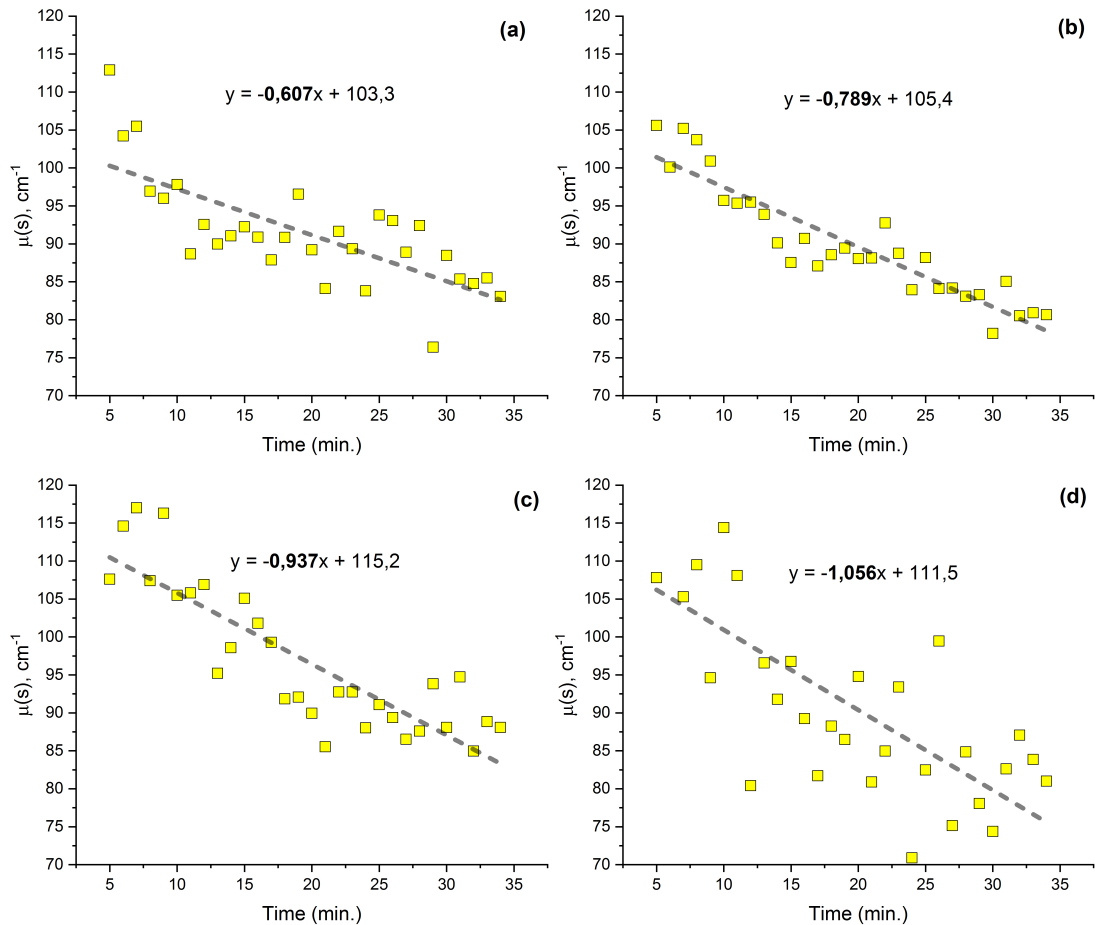 (a)
y = -0,607x + 103,3
μ(s), cm-1
120
115
110
105
100
95
90
85
80
75
70
5 10 15 20 25 30 35
Time (min.)
(b)
y = -0,789x + 105,4
μ(s), cm-1
120
115
110
105
100
95
90
85
80
75
70
5 10 15 20 25 30 35
Time (min.)
(c)
y = -0,937x + 115,2
μ(s), cm-1
120
115
110
105
100
95
90
85
80
75
70
5 10 15 20 25 30 35
Time (min.)
(d)
y = -1,056x + 111,5
μ(s), cm-1
120
115
110
105
100
95
90
85
80
75
70
5 10 15 20 25 30 35
Time (min.)